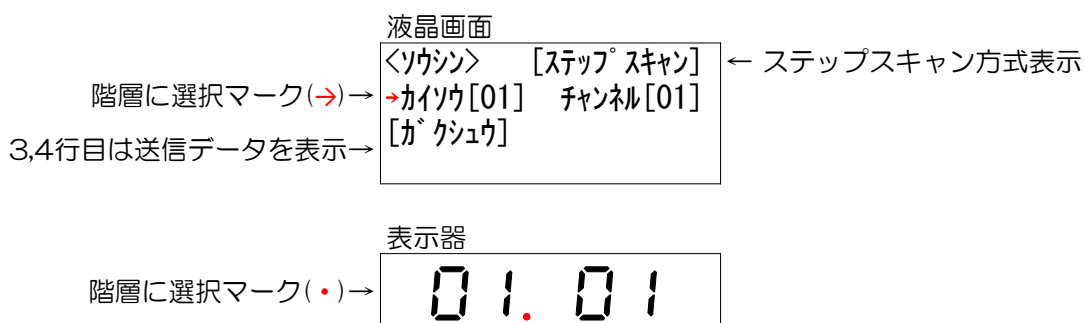 液晶画面
<ソウシン> [ステップスキャン] ← ステップスキャン方式表示
階層に選択マーク(→)→ →カイソウ[01] チャンネル[01]
3,4行目は送信データを表示→ [ガクシュウ]
表示器
階層に選択マーク(・)→ 01. 01